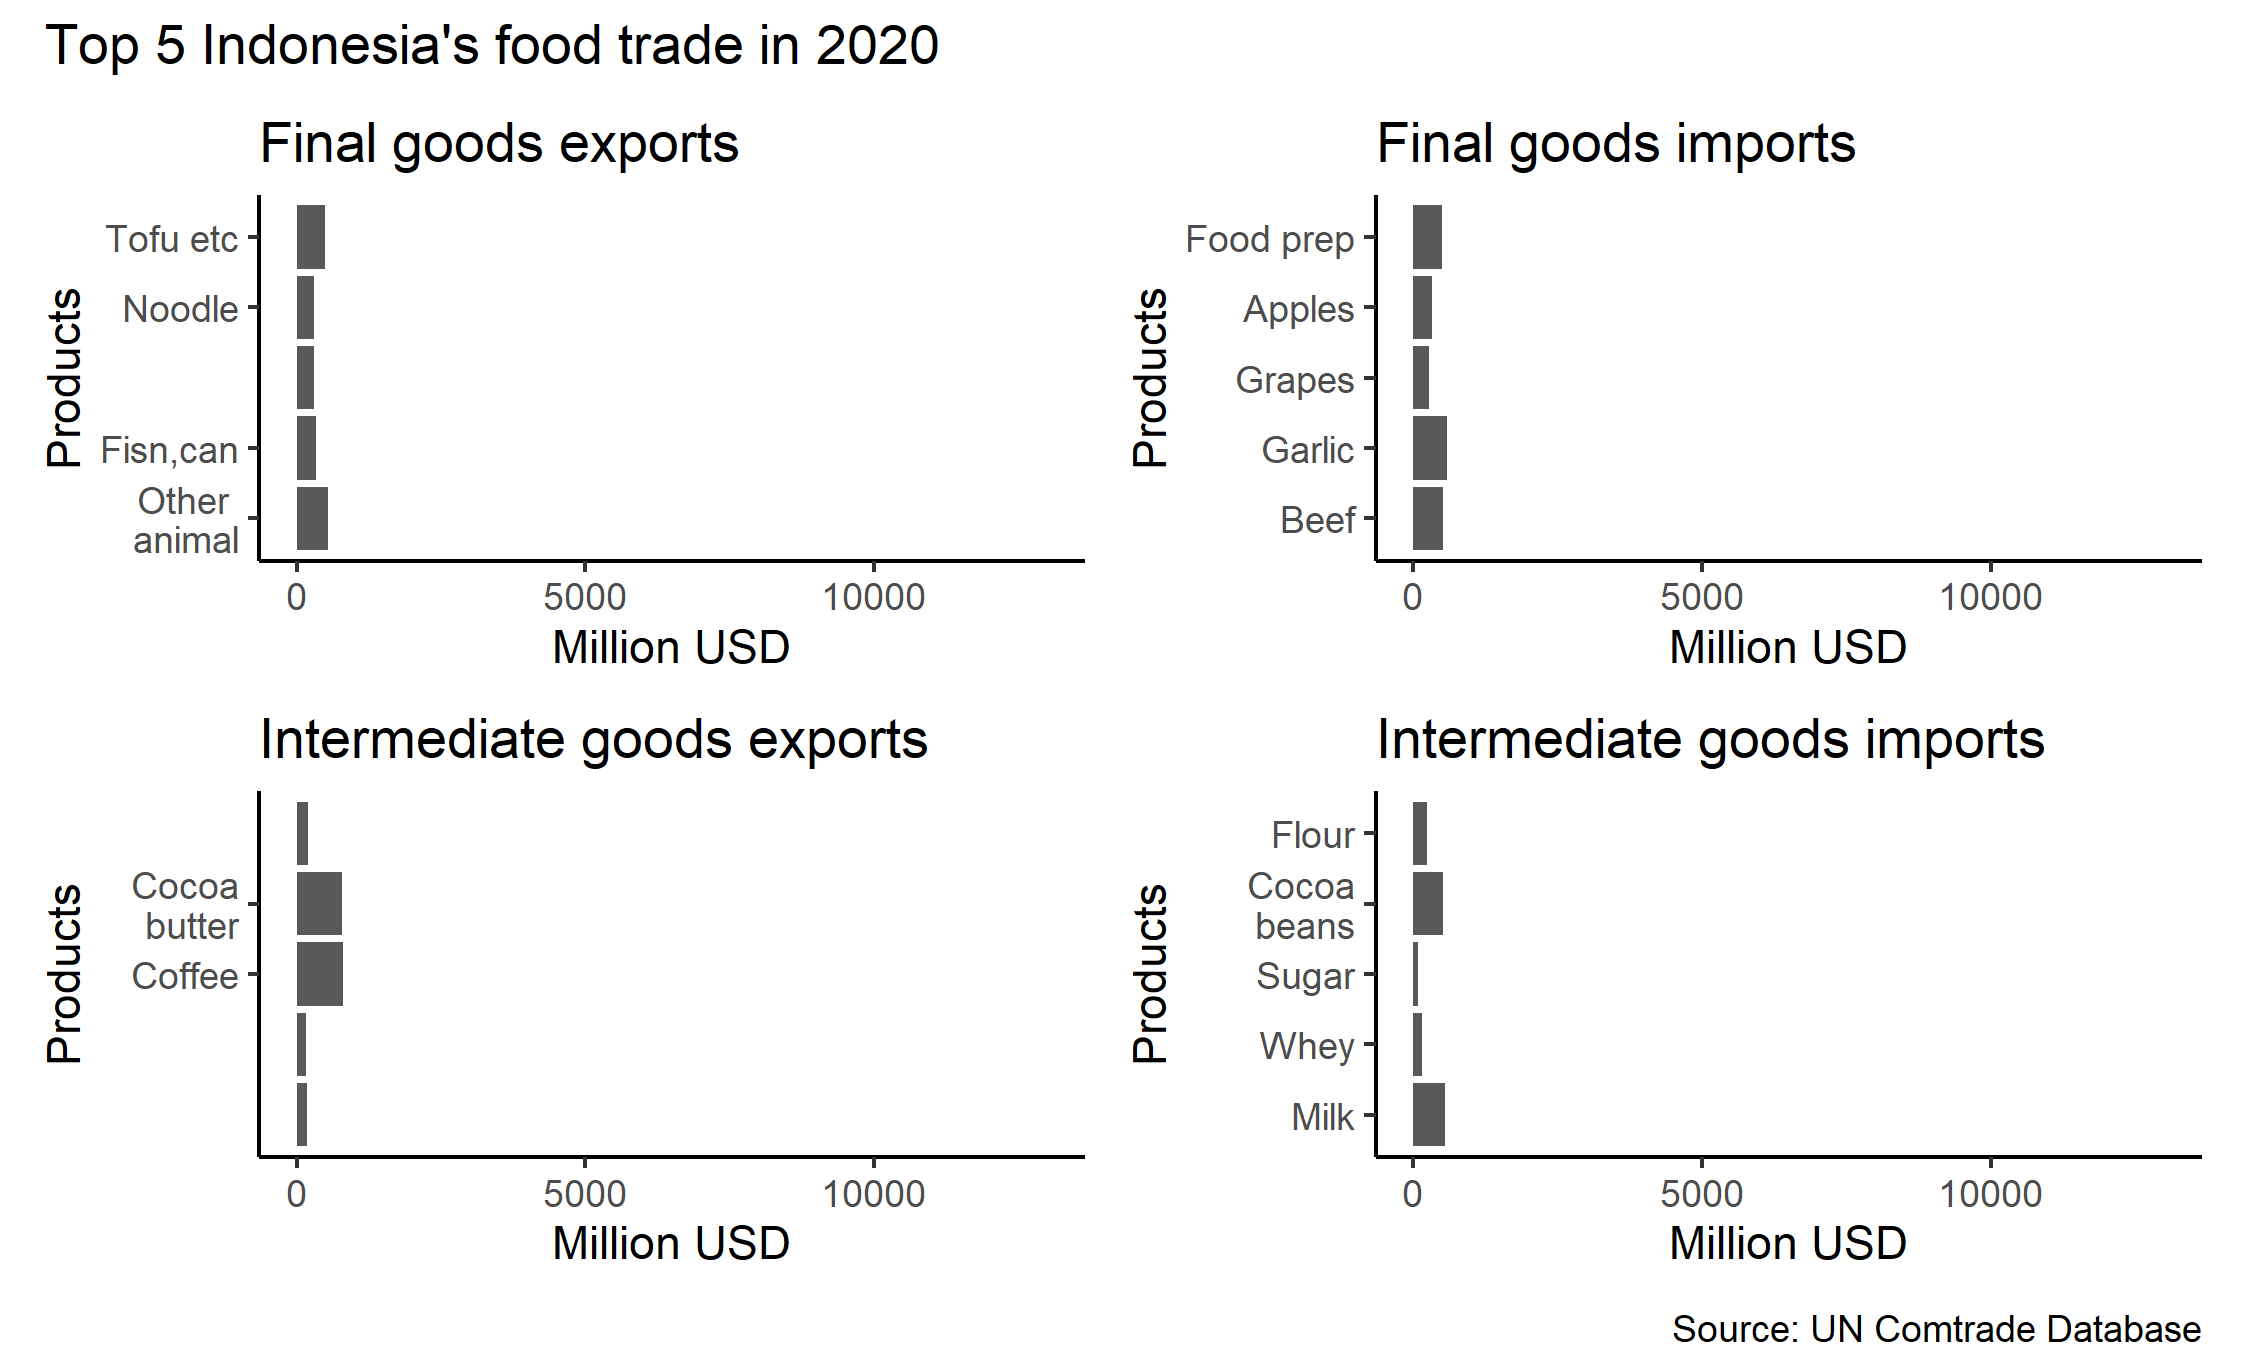 Top 5 Indonesia's food trade in 2020
Final goods exports
Products
Tofu etc
Noodle
Fisn,can
Other
animal
0 5000 10000
Million USD
Final goods imports
Products
Food prep
Apples
Grapes
Garlic
Beef
0 5000 10000
Million USD
Intermediate goods exports
Products
Cocoa
butter
Coffee
0 5000 10000
Million USD
Intermediate goods imports
Products
Flour
Cocoa
beans
Sugar
Whey
Milk
0 5000 10000
Million USD
Source: UN Comtrade Database